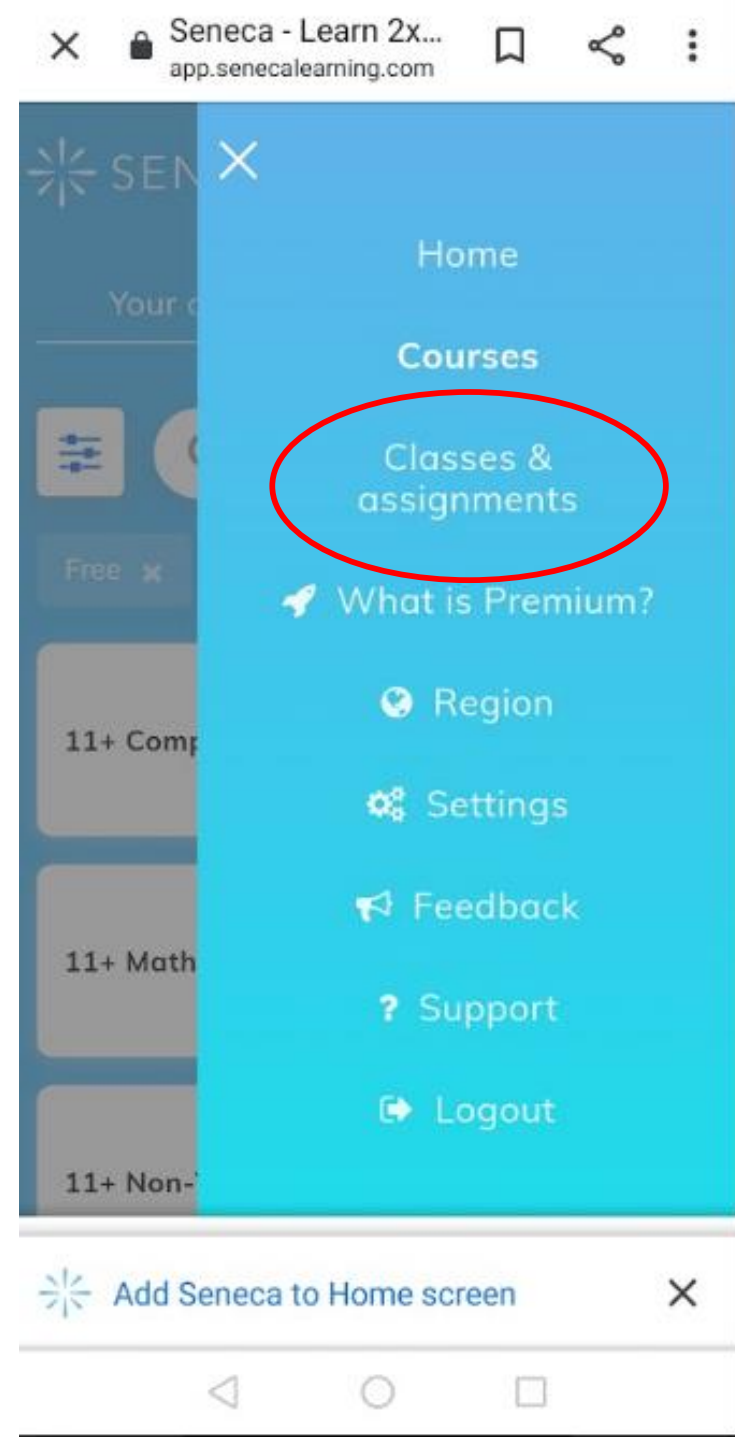 Seneca - Learn 2x...
app.senecalearning.com
SEN
Home
Your
Courses
Classes &
assignments
Free
What is Premium?
Region
11+ Comp
Settings
Feedback
11+ Math
? Support
Logout
11+ Non-
Add Seneca to Home screen